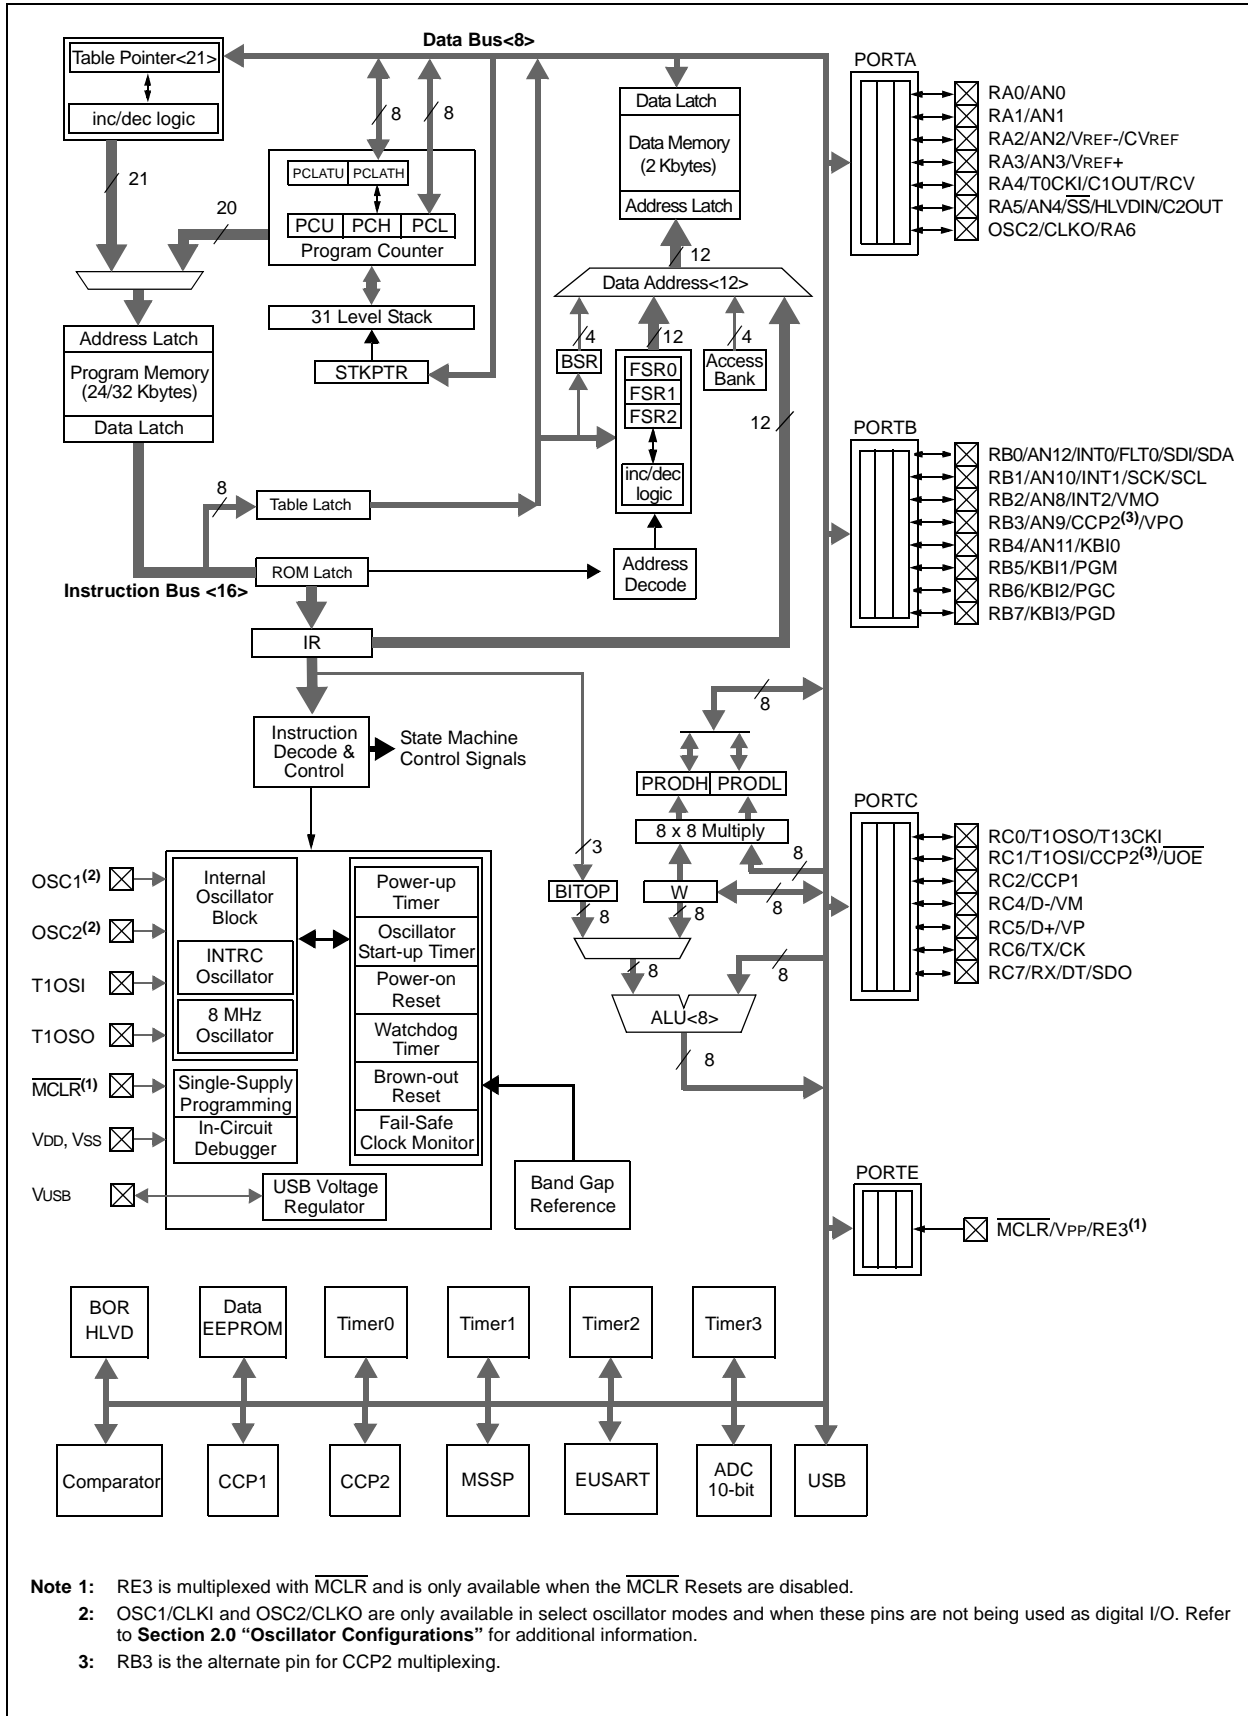 Data Bus<8>
Table Pointer<21>
inc/dec logic
21
20
8
8
PCLATU PCLATH
PCU PCH PCL
Program Counter
31 Level Stack
STKPTR
Address Latch
Program Memory
(24/32 Kbytes)
Data Latch
8
Instruction Bus <16>
Table Latch
ROM Latch
IR
Data Latch
Data Memory
(2 Kbytes)
Address Latch
12
Data Address<12>
4
12
4
BSR
FSR0
FSR1
FSR2
inc/dec
logic
Access
Bank
12
Address
Decode
PORTA
RA0/AN0
RA1/AN1
RA2/AN2/VREF-/CVREF
RA3/AN3/VREF+
RA4/T0CKI/C1OUT/RCV
RA5/AN4/SS/HLVDIN/C2OUT
OSC2/CLKO/RA6
PORTB
RB0/AN12/INT0/FLT0/SDI/SDA
RB1/AN10/INT1/SCK/SCL
RB2/AN8/INT2/VMO
RB3/AN9/CCP2(3)/VPO
RB4/AN11/KBI0
RB5/KBI1/PGM
RB6/KBI2/PGC
RB7/KBI3/PGD
Instruction
Decode &
Control
State Machine
Control Signals
8
PRODH PRODL
8 x 8 Multiply
3
8
BITOP
W
8
8
8
8
8
ALU<8>
8
PORTC
RC0/T1OSO/T13CKI
RC1/T1OSI/CCP2(3)/UOE
RC2/CCP1
RC4/D-/VM
RC5/D+/VP
RC6/TX/CK
RC7/RX/DT/SDO
OSC1(2)
OSC2(2)
T1OSI
T1OSO
MCLR(1)
VDD, VSS
VUSB
Internal
Oscillator
Block
INTRC
Oscillator
8 MHz
Oscillator
Single-Supply
Programming
In-Circuit
Debugger
USB Voltage
Regulator
Power-up
Timer
Oscillator
Start-up Timer
Power-on
Reset
Watchdog
Timer
Brown-out
Reset
Fail-Safe
Clock Monitor
Band Gap
Reference
PORTE
MCLR/VPP/RE3(1)
BOR
HLVD
Data
EEPROM
Timer0
Timer1
Timer2
Timer3
Comparator
CCP1
CCP2
MSSP
EUSART
ADC
10-bit
USB
Note 1: RE3 is multiplexed with MCLR and is only available when the MCLR Resets are disabled.
2: OSC1/CLKI and OSC2/CLKO are only available in select oscillator modes and when these pins are not being used as digital I/O. Refer
to Section 2.0 “Oscillator Configurations” for additional information.
3: RB3 is the alternate pin for CCP2 multiplexing.